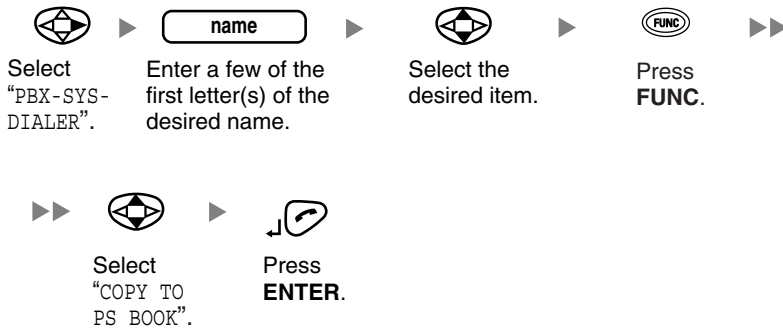 name
FUNC
Select
“PBX-SYS-
DIALER”.
Enter a few of the
first letter(s) of the
desired name.
Select the
desired item.
Press
FUNC.
Select
“COPY TO
PS BOOK”.
Press
ENTER.